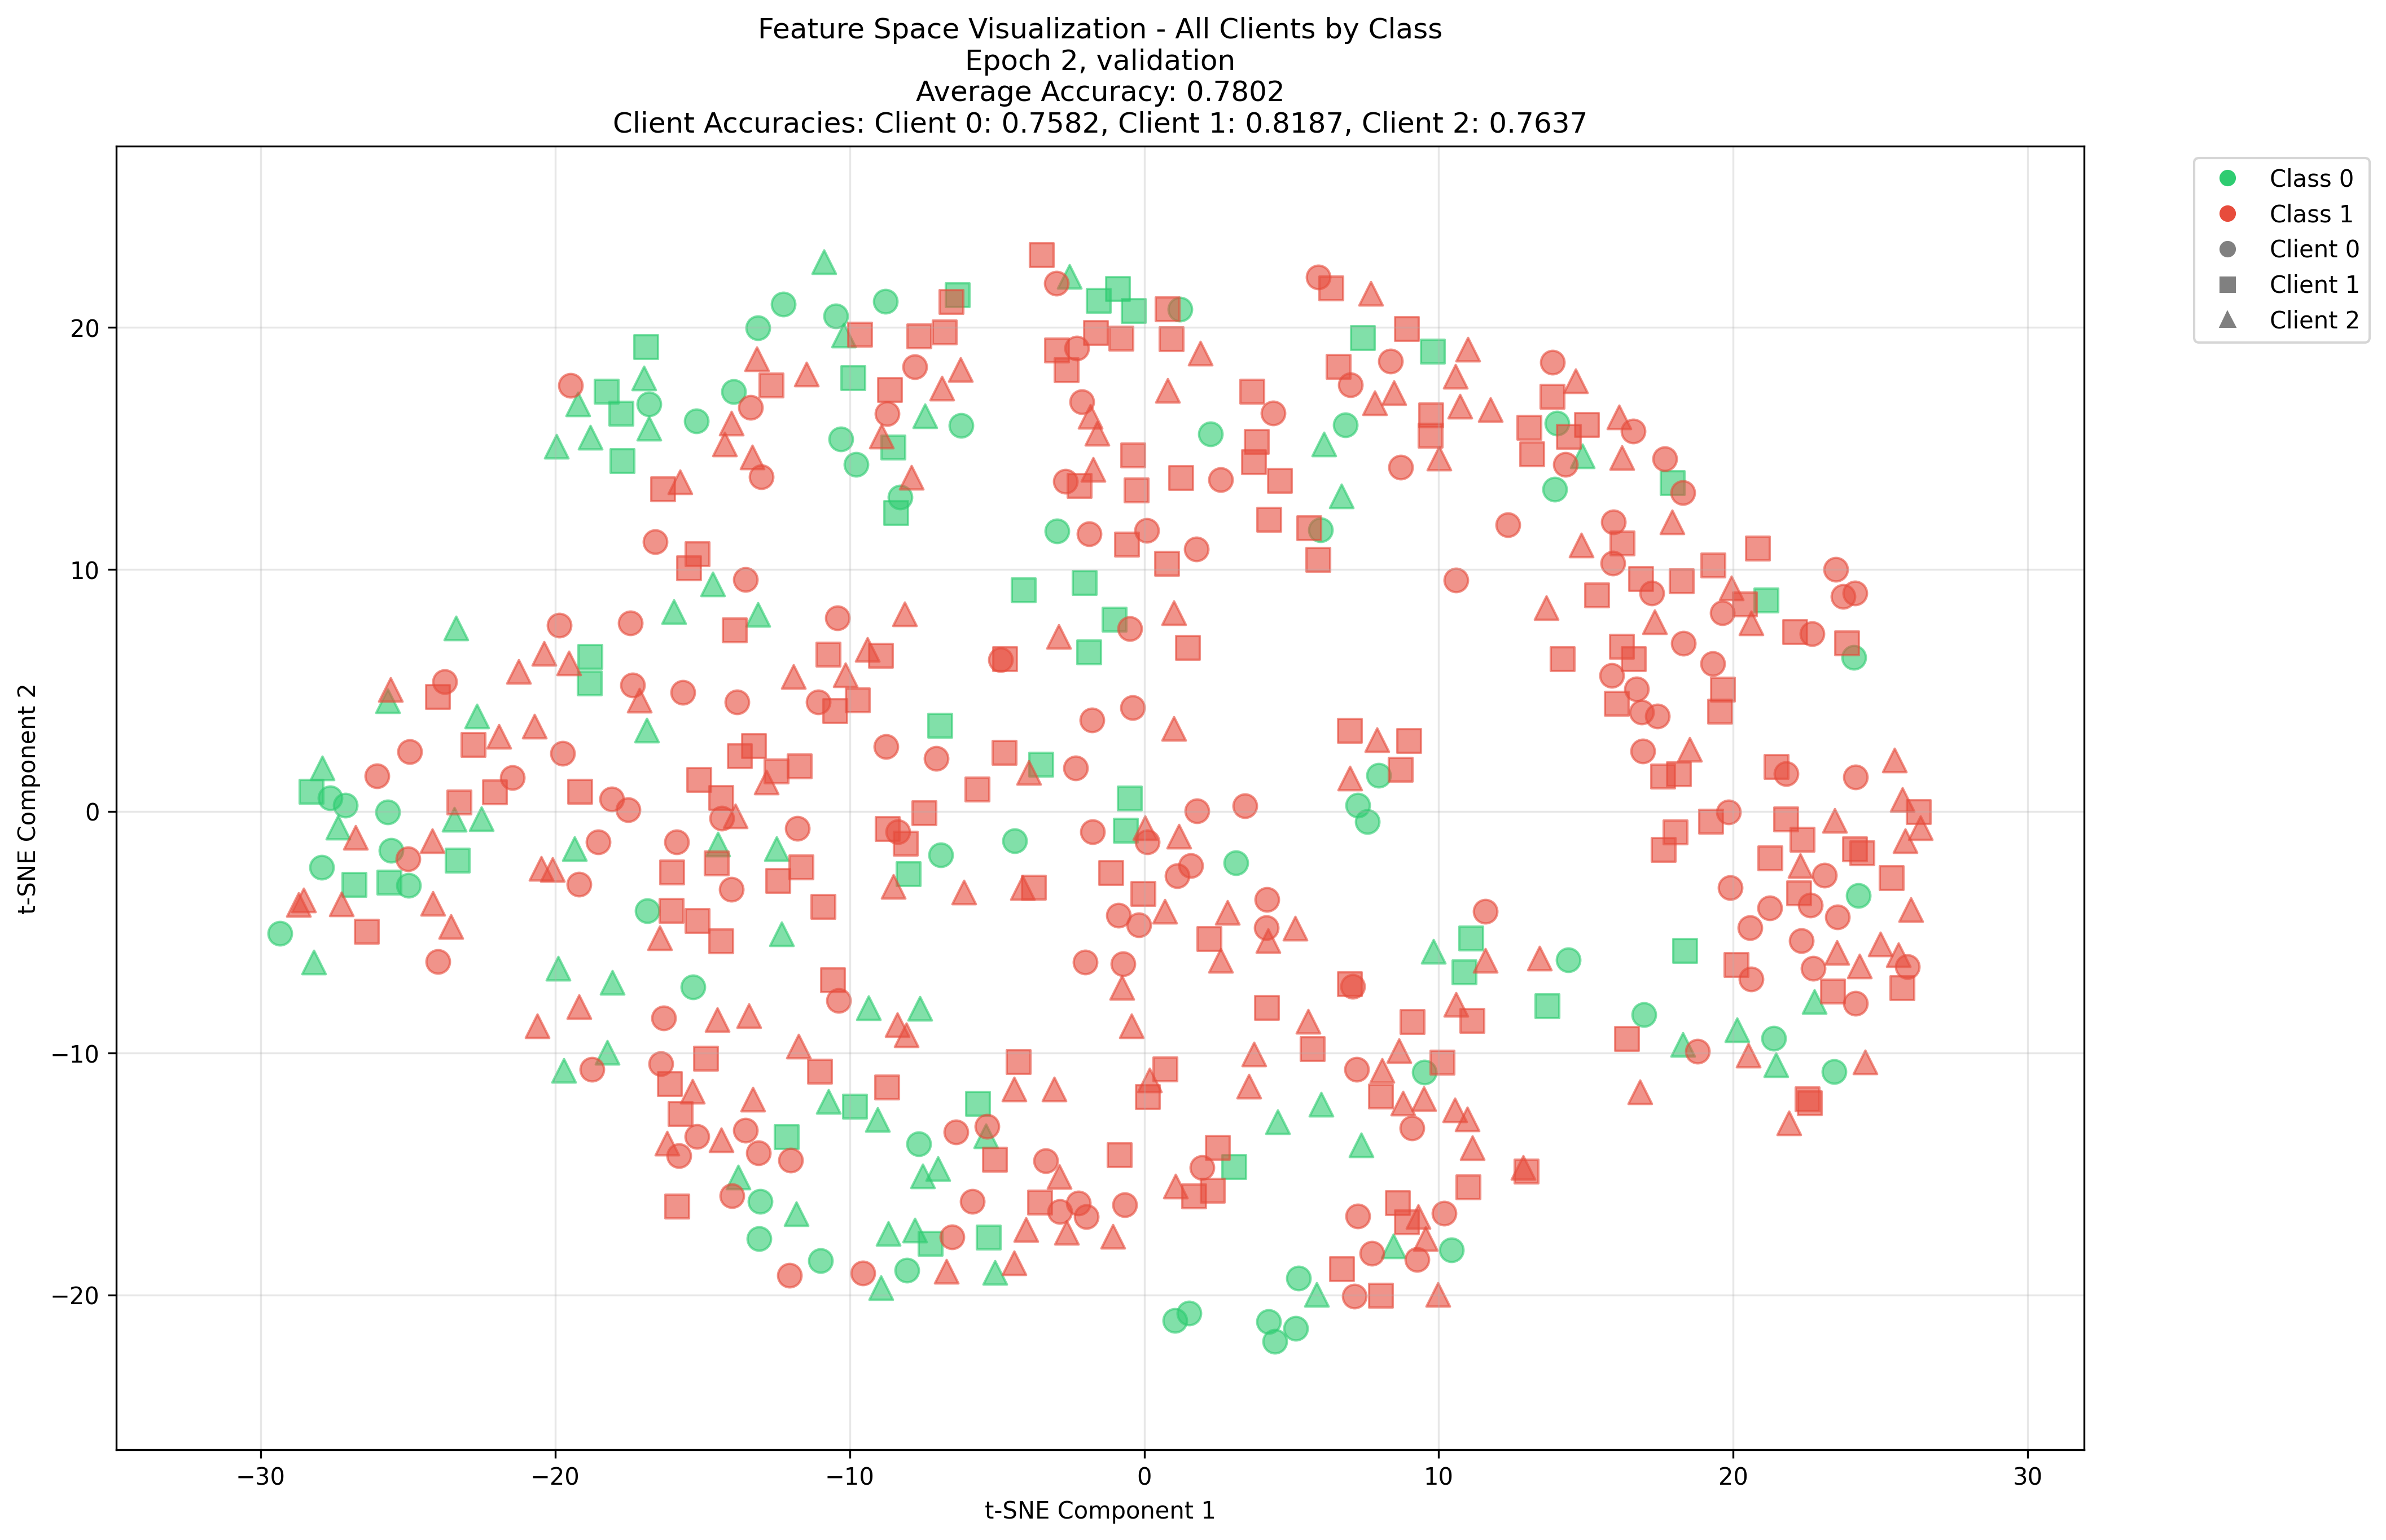 Feature Space Visualization - All Clients by Class
Epoch 2, validation
Average Accuracy: 0.7802
Client Accuracies: Client 0: 0.7582, Client 1: 0.8187, Client 2: 0.7637
Class 0
Class 1
Client 0
Client 1
Client 2
t-SNE Component 2
20
10
0
−10
−20
−30
−20
−10
0
10
20
30
t-SNE Component 1